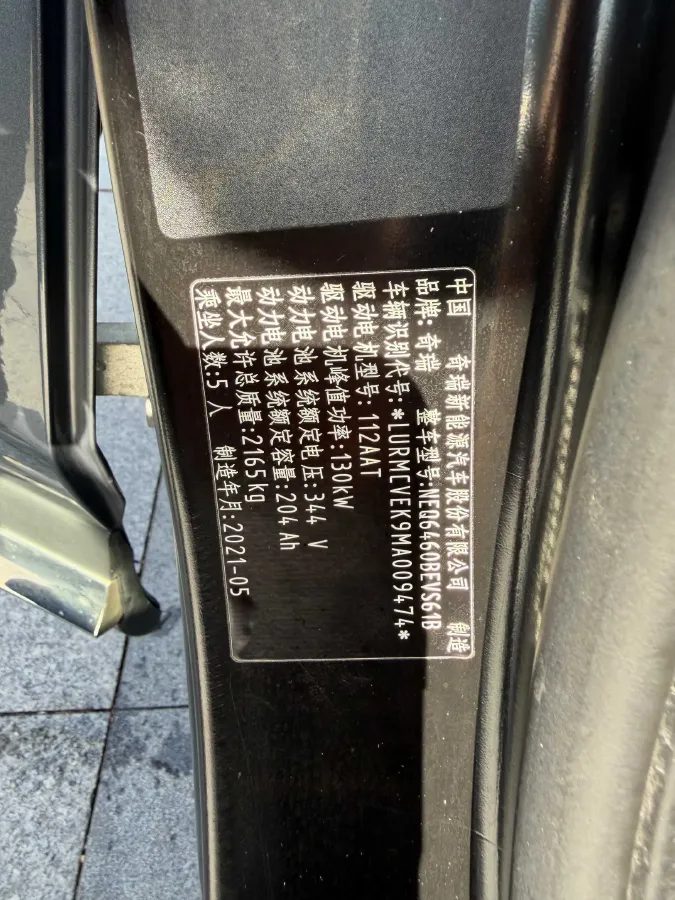 中国 奇瑞新能源汽车股份有限公司 制造
品牌:奇瑞 整车型号:NEQ6460BEVS61B
车辆识别代号:*LURMCVEK9MA009474*
驱动电机型号:112AAT
驱动电机峰值功率:130kW
动力电池系统额定电压:344 V
动力电池系统额定容量:204 Ah
最大允许总质量:2165kg
乘坐人数:5 人 制造年月:2021-05